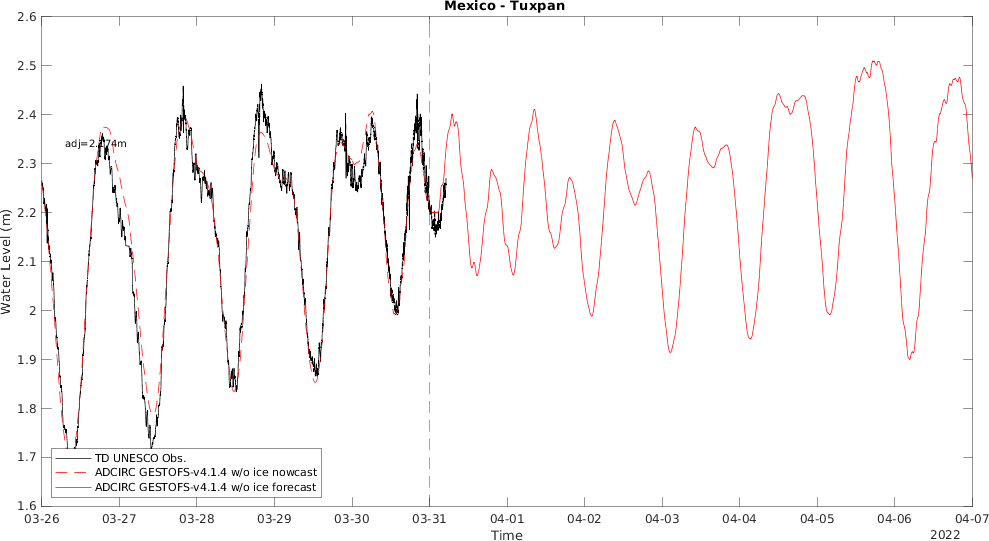 Mexico - Tuxpan
2.6
2.5
2.4
2.3
2.2
2.1
2
1.9
1.8
1.7
1.6
Water Level (m)
TD UNESCO Obs.
ADCIRC GESTOFS-v4.1.4 w/o ice nowcast
ADCIRC GESTOFS-v4.1.4 w/o ice forecast
03-26 03-27 03-28 03-29 03-30 03-31 04-01 04-02 04-03 04-04 04-05 04-06 04-07
Time
2022